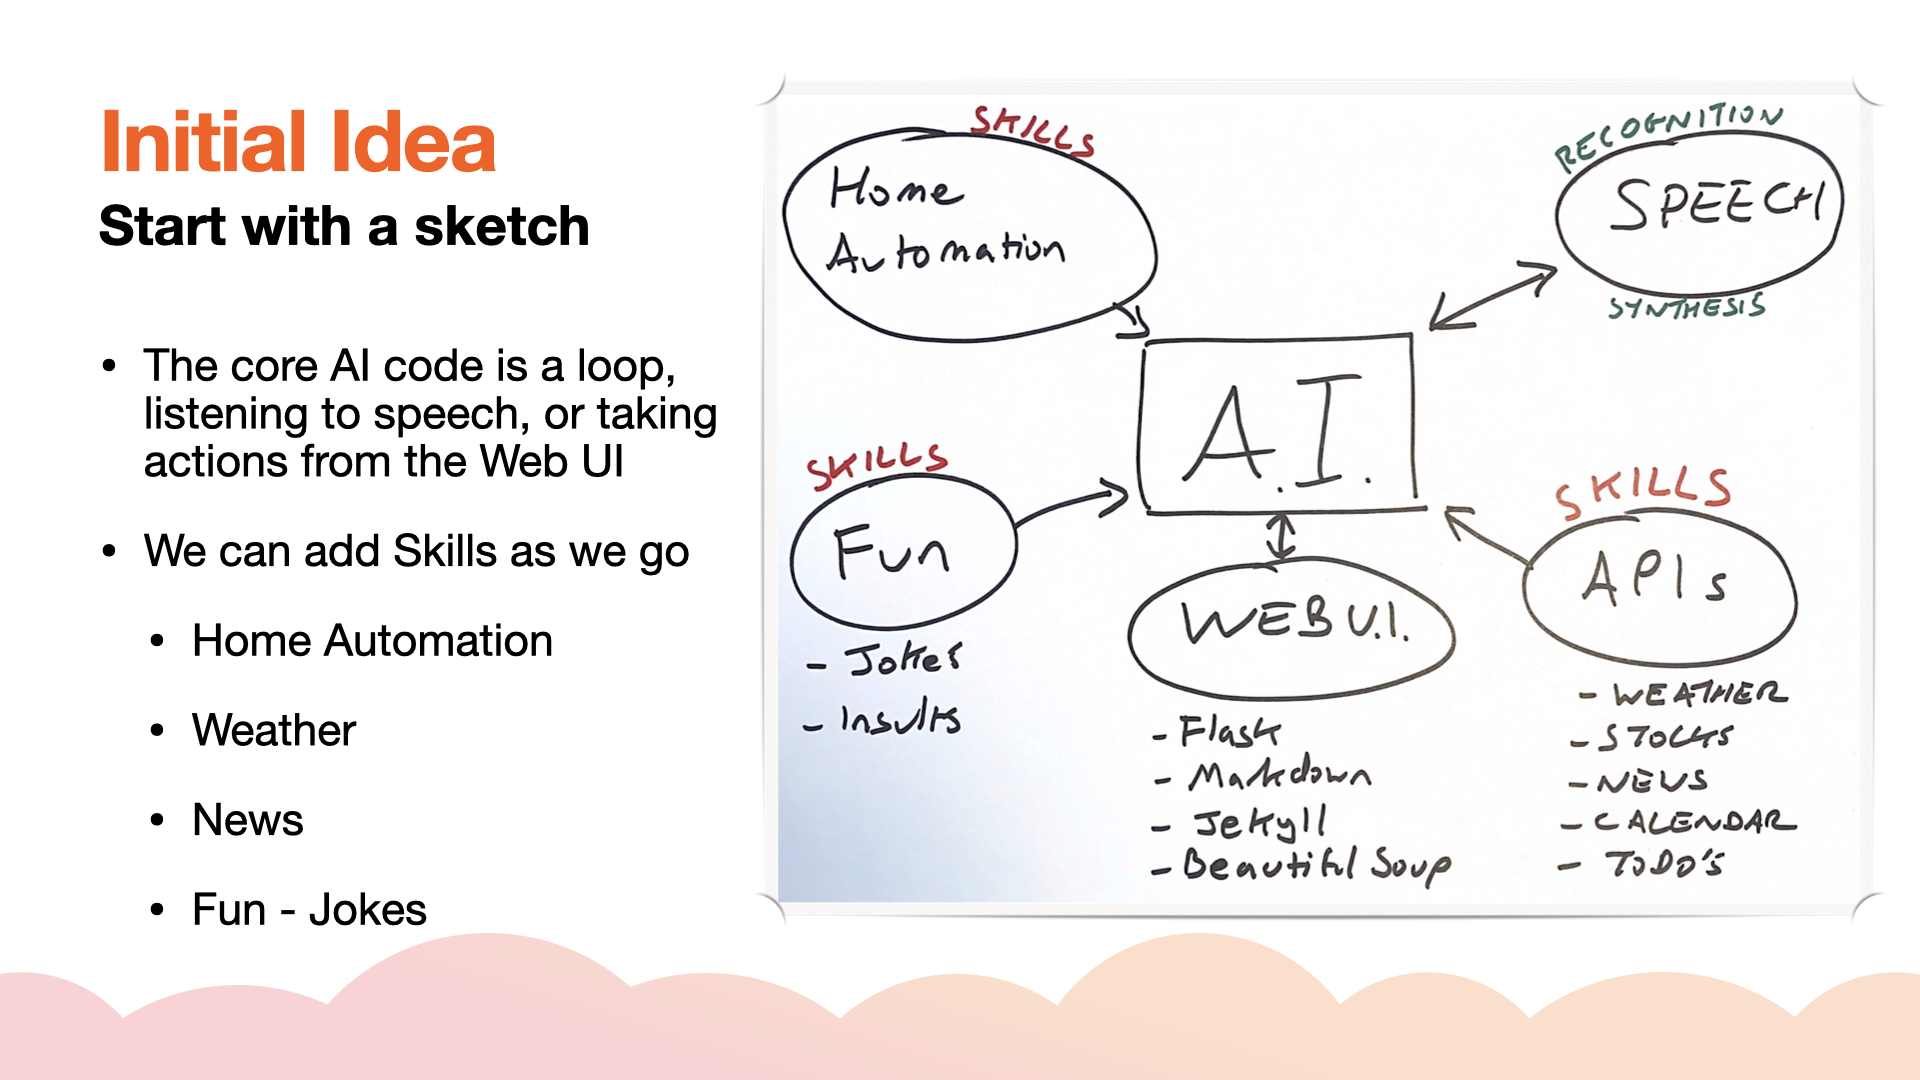 Initial Idea
Start with a sketch
• The core AI code is a loop,
listening to speech, or taking
actions from the Web UI
• We can add Skills as we go
• Home Automation
• Weather
• News
• Fun - Jokes
SKILLS
Home
Automation
RECOGNITION
SPEECH
SYNTHESIS
A.I.
SKILLS
Fun
- Jokes
- Insults
WEB U.I.
- Flask
- Markdown
- Jekyll
- Beautiful Soup
SKILLS
APIs
- WEATHER
- STOCKS
- NEWS
- CALENDAR
- TODO'S